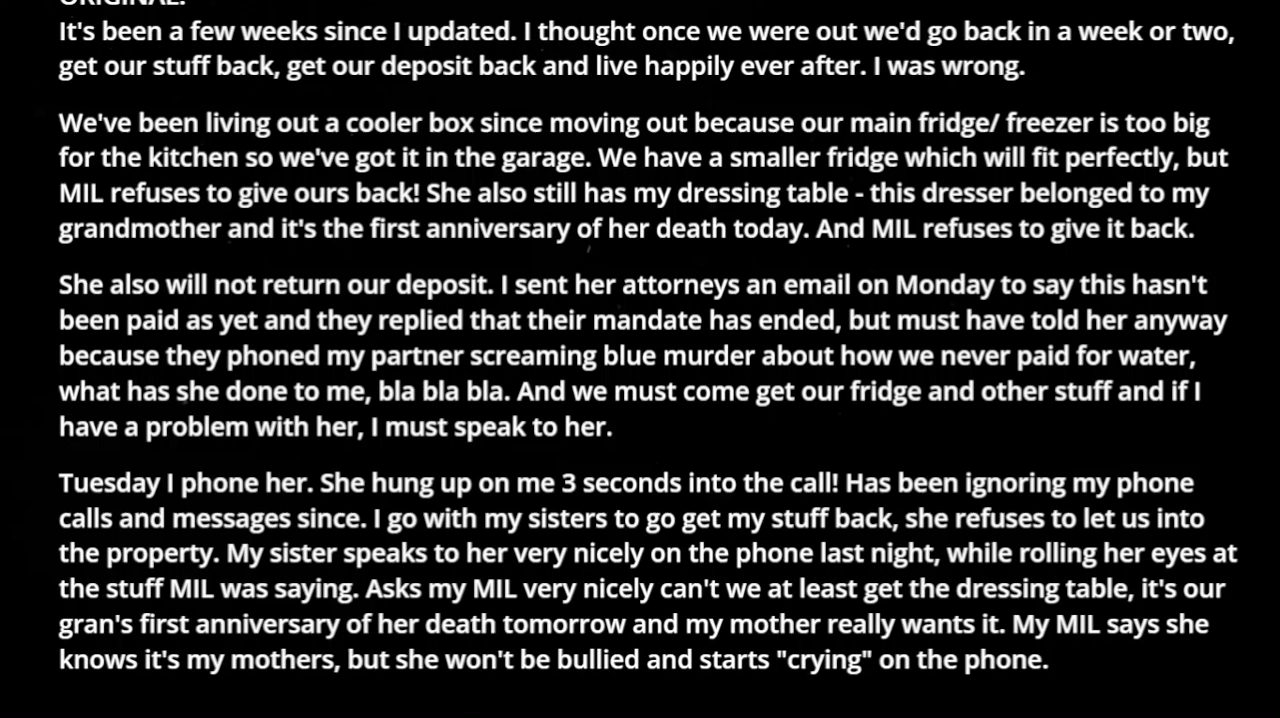 ORIGINAL:
It's been a few weeks since I updated. I thought once we were out we'd go back in a week or two,
get our stuff back, get our deposit back and live happily ever after. I was wrong.
We've been living out a cooler box since moving out because our main fridge/ freezer is too big
for the kitchen so we've got it in the garage. We have a smaller fridge which will fit perfectly, but
MIL refuses to give ours back! She also still has my dressing table - this dresser belonged to my
grandmother and it's the first anniversary of her death today. And MIL refuses to give it back.
She also will not return our deposit. I sent her attorneys an email on Monday to say this hasn't
been paid as yet and they replied that their mandate has ended, but must have told her anyway
because they phoned my partner screaming blue murder about how we never paid for water,
what has she done to me, bla bla bla. And we must come get our fridge and other stuff and if I
have a problem with her, I must speak to her.
Tuesday I phone her. She hung up on me 3 seconds into the call! Has been ignoring my phone
calls and messages since. I go with my sisters to go get my stuff back, she refuses to let us into
the property. My sister speaks to her very nicely on the phone last night, while rolling her eyes at
the stuff MIL was saying. Asks my MIL very nicely can't we at least get the dressing table, it's our
gran's first anniversary of her death tomorrow and my mother really wants it. My MIL says she
knows it's my mothers, but she won't be bullied and starts "crying" on the phone.